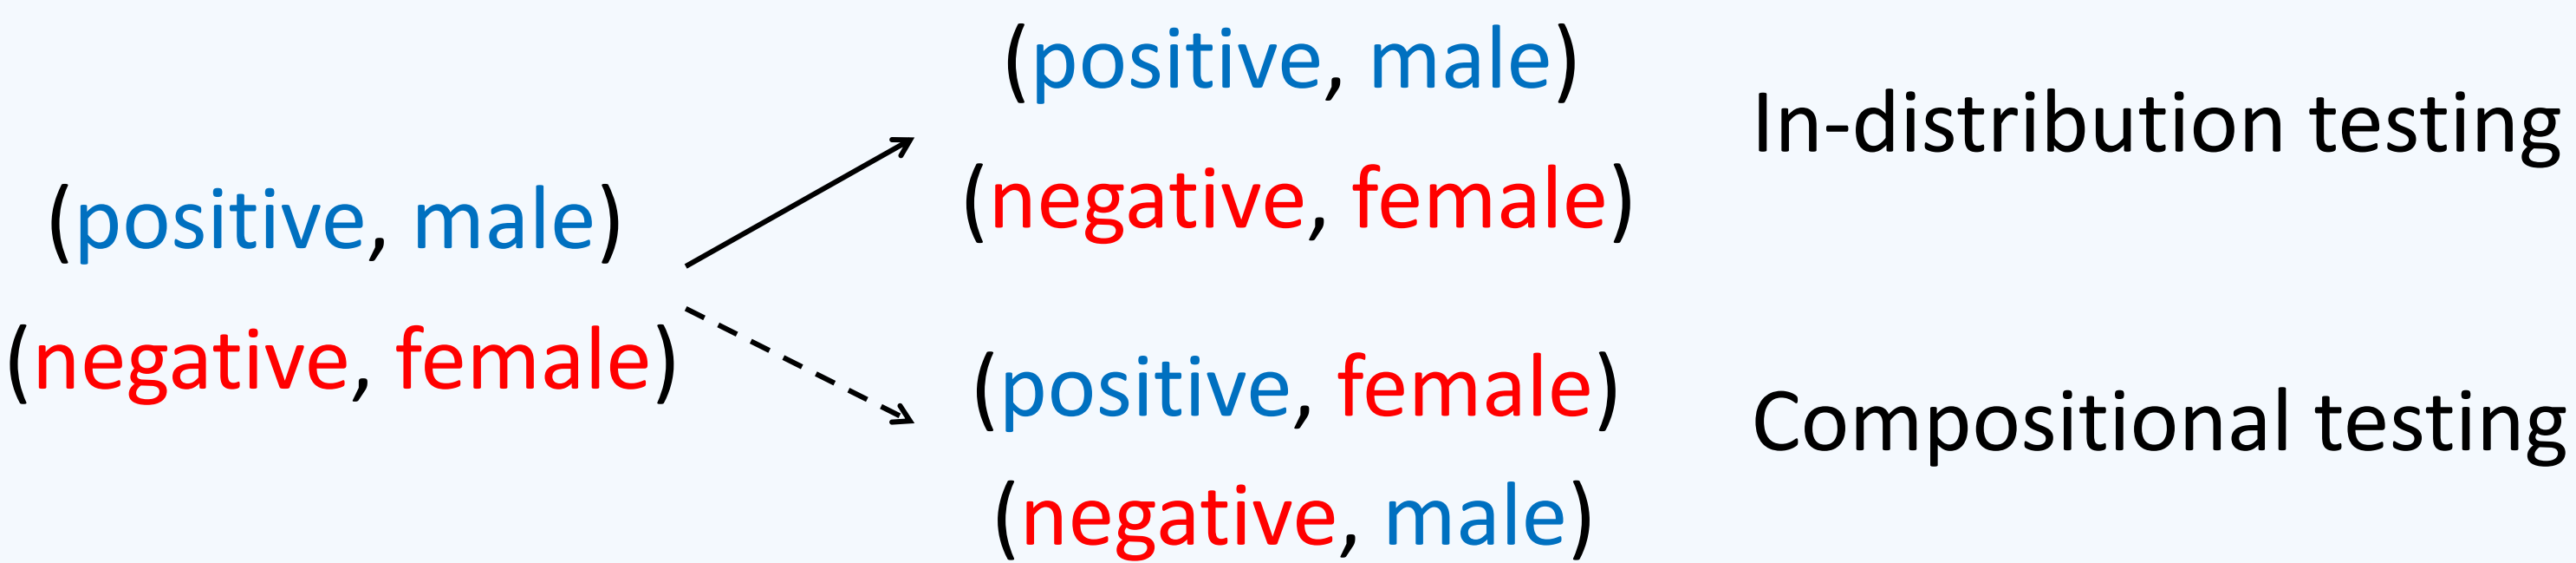 (positive, male)
(negative, female)
(positive, male)
(negative, female)
In-distribution testing
(positive, female)
(negative, male)
Compositional testing